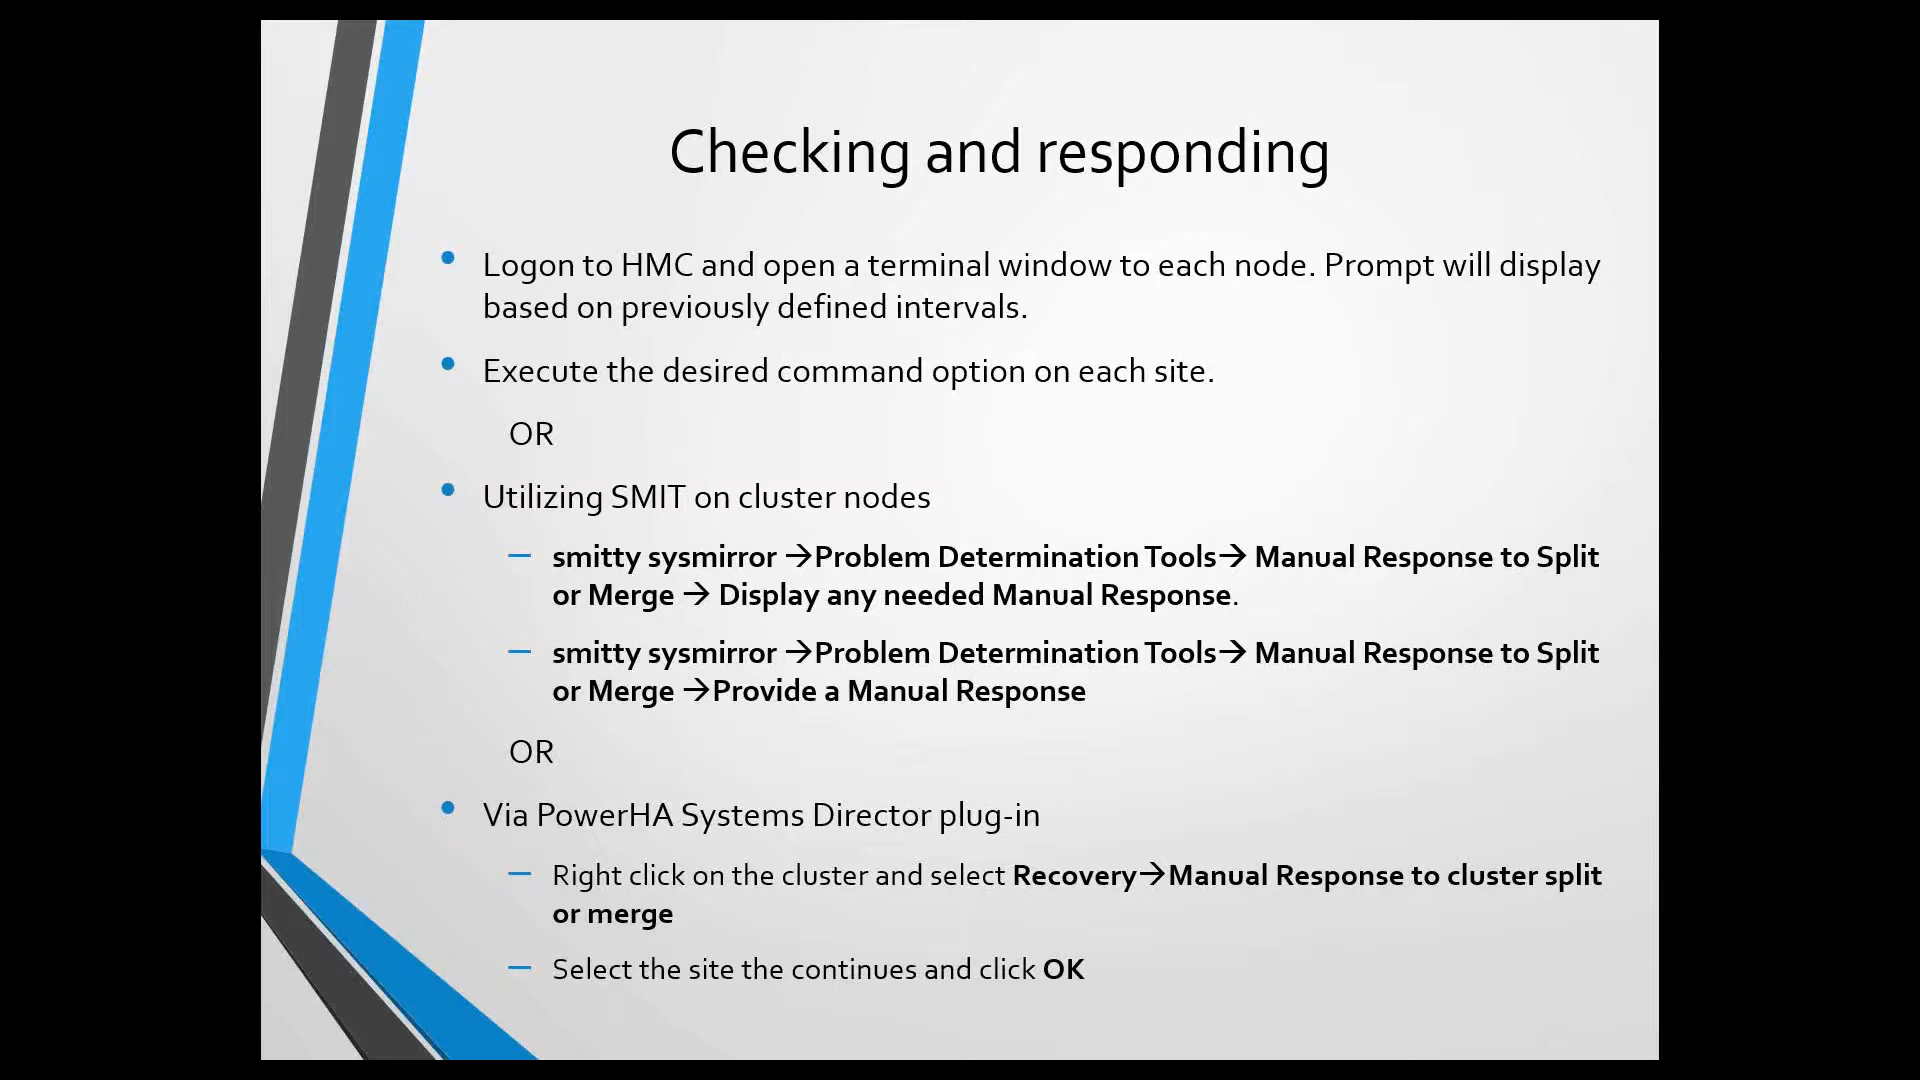 Checking and responding
• Logon to HMC and open a terminal window to each node. Prompt will display
based on previously defined intervals.
• Execute the desired command option on each site.
OR
• Utilizing SMIT on cluster nodes
– smitty sysmirror →Problem Determination Tools→ Manual Response to Split
or Merge → Display any needed Manual Response.
– smitty sysmirror →Problem Determination Tools→ Manual Response to Split
or Merge →Provide a Manual Response
OR
• Via PowerHA Systems Director plug-in
– Right click on the cluster and select Recovery→Manual Response to cluster split
or merge
– Select the site the continues and click OK